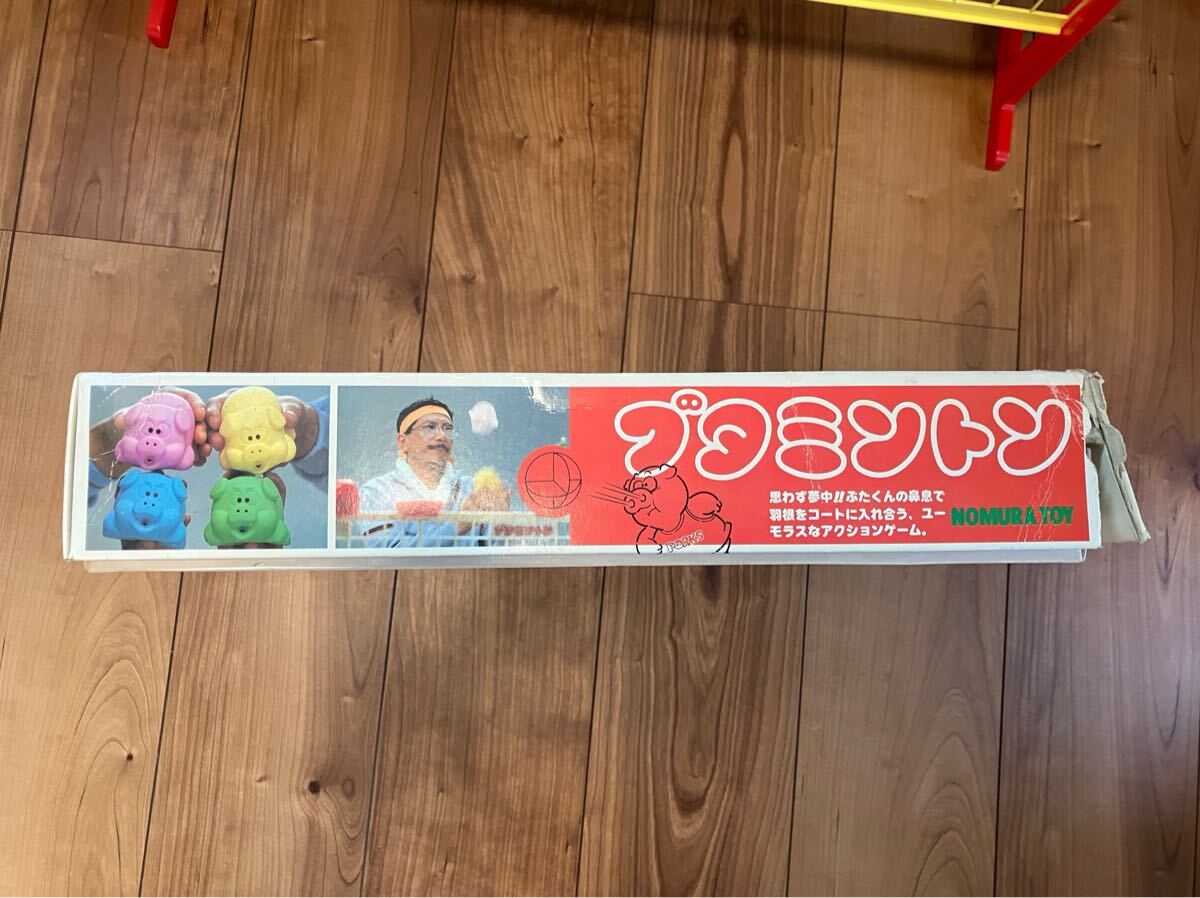 ブタミントン
思わず夢中!!ぶたくんの鼻息で
羽根をコートに入れ合う、ユー
モラスなアクションゲーム。
NOMURA TOY
ブタミントン
PORKS